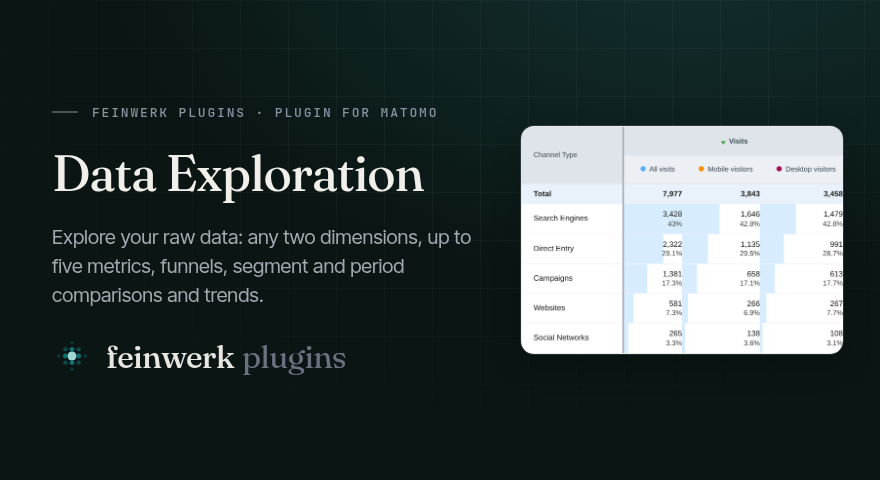 FEINWERK PLUGINS · PLUGIN FOR MATOMO
Data Exploration
Explore your raw data: any two dimensions, up to
five metrics, funnels, segment and period
comparisons and trends.
feinwerk plugins
Channel Type
Visits
All visits Mobile visitors Desktop visitors
Total 7,977 3,843 3,458
Search Engines 3,428 1,646 1,479
43% 42.8% 42.8%
Direct Entry 2,322 1,135 991
29.1% 29.5% 28.7%
Campaigns 1,381 658 613
17.3% 17.1% 17.7%
Websites 581 266 267
7.3% 6.9% 7.7%
Social Networks 265 138 108
3.3% 3.6% 3.1%